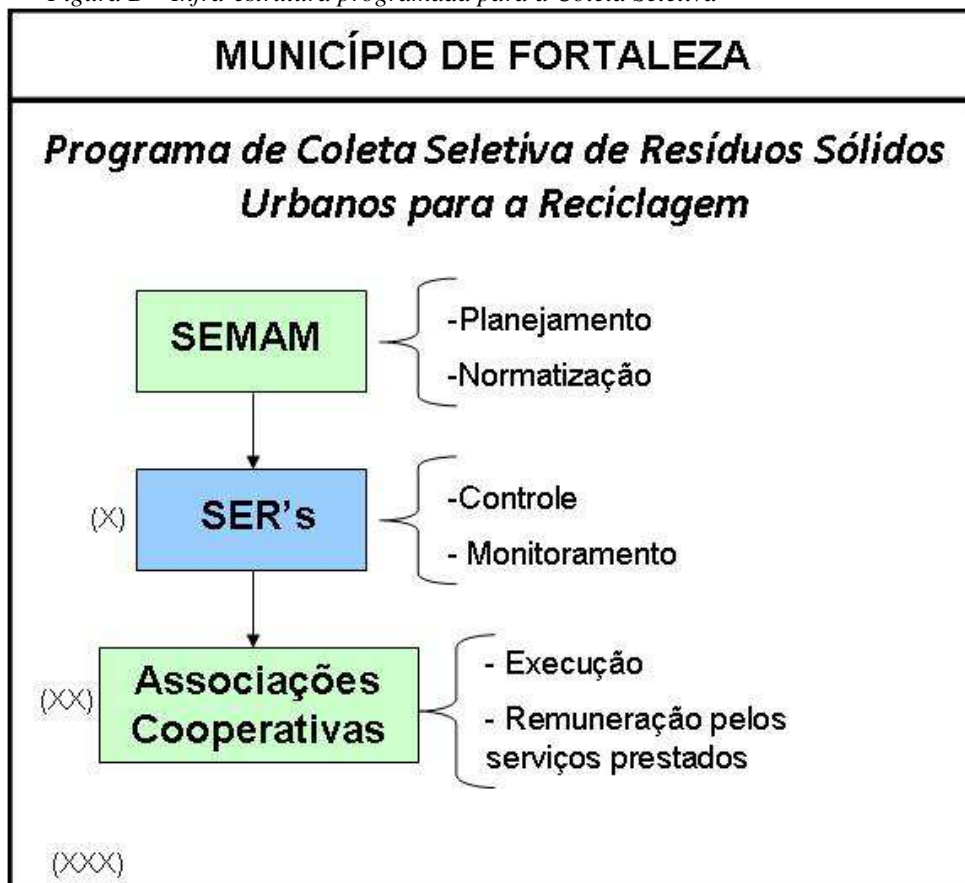 MUNICÍPIO DE FORTALEZA
Programa de Coleta Seletiva de Resíduos Sólidos
Urbanos para a Reciclagem
SEMAM
-Planejamento
-Normatização
(X)
SER's
-Controle
- Monitoramento
(XX)
Associações
Cooperativas
- Execução
- Remuneração pelos
serviços prestados
(XXX)